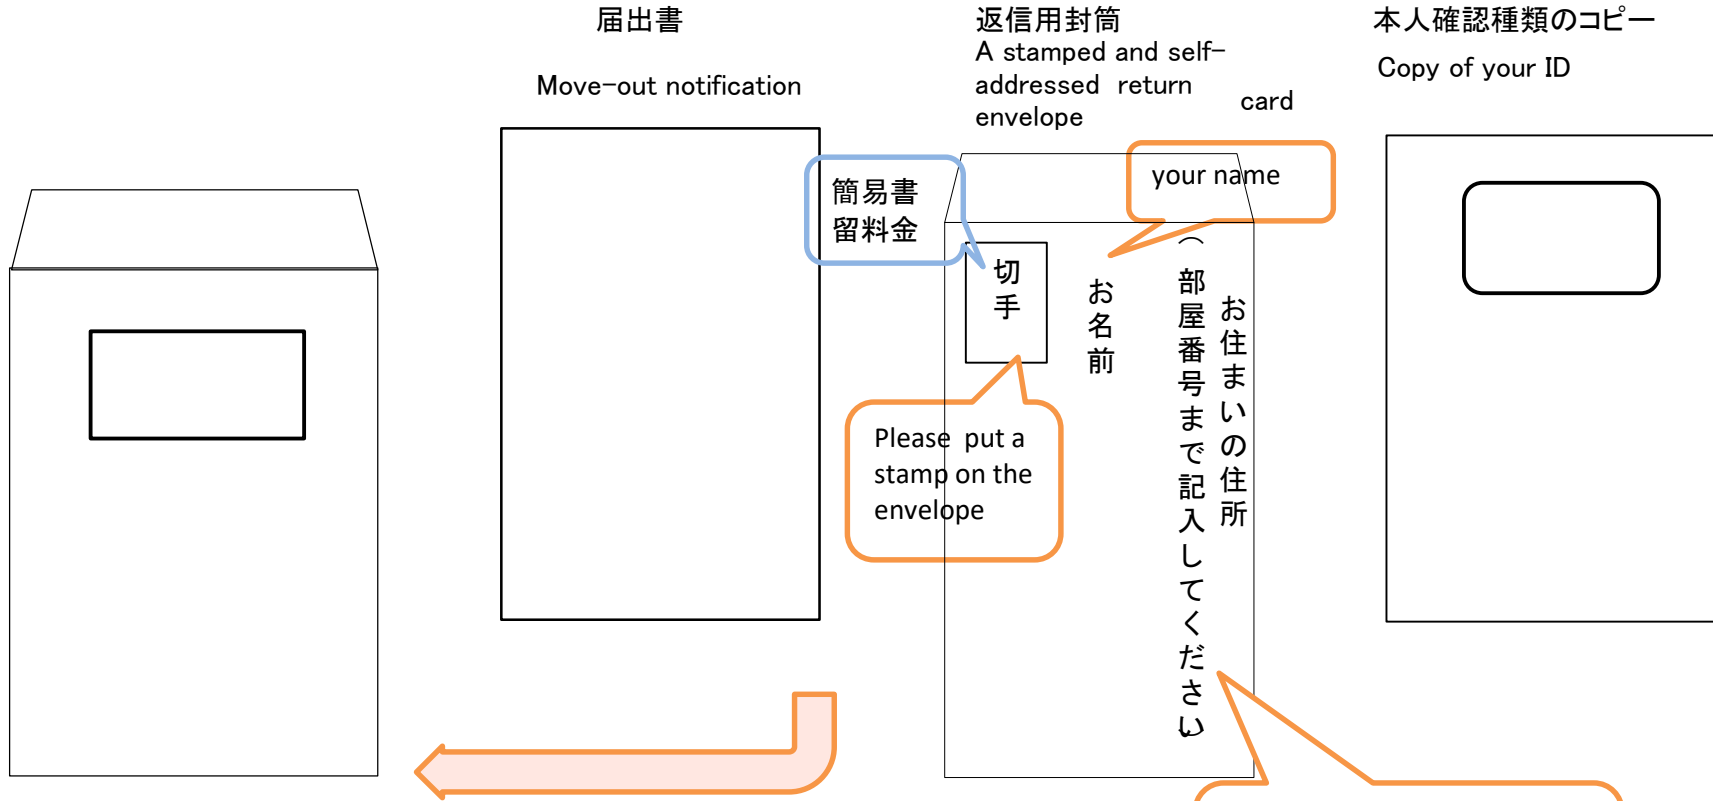 届出書
Move-out notification
返信用封筒
A stamped and self-
addressed return
envelope
card
本人確認種類のコピー
Copy of your ID
簡易書
留料金
your name
切手
お名前
お住まいの住所
（部屋番号まで記入してください）
Please put a
stamp on the
envelope